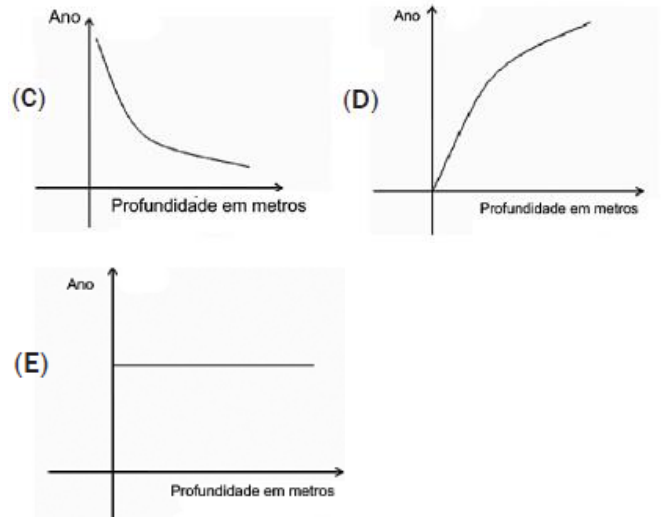 Ano
(C)
Profundidade em metros
Ano
(D)
Profundidade em metros
Ano
(E)
Profundidade em metros